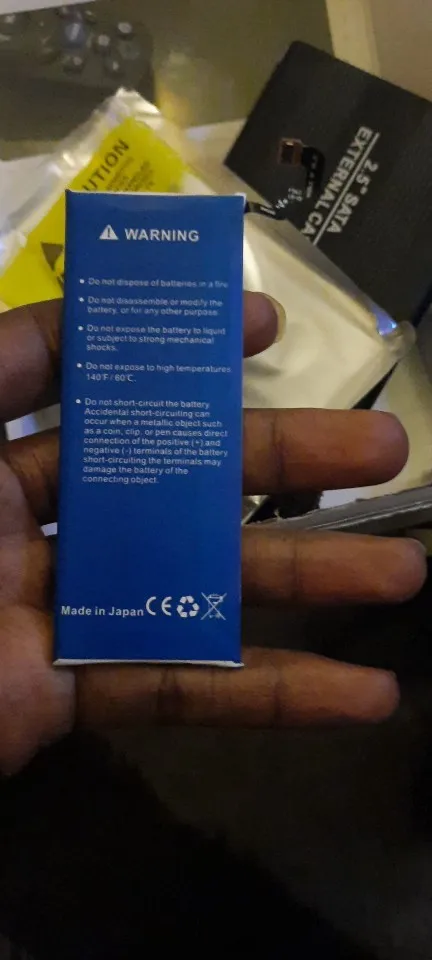 WARNING
Do not dispose of batteries in a fire
Do not disassemble or modify the
battery, or for any other purpose.
Do not expose the battery to liquid
or subject to strong mechanical
shocks.
Do not expose to high temperatures
140°F / 60°C.
Do not short-circuit the battery.
Accidental short-circuiting can
occur when a metallic object such
as a coin, clip, or pen causes direct
connection of the positive (+) and
negative (-) terminals of the battery
short-circuiting the terminals may
damage the battery of the
connecting object.
Made in Japan CE
UTION
2.5" SATA
EXTERNAL CA